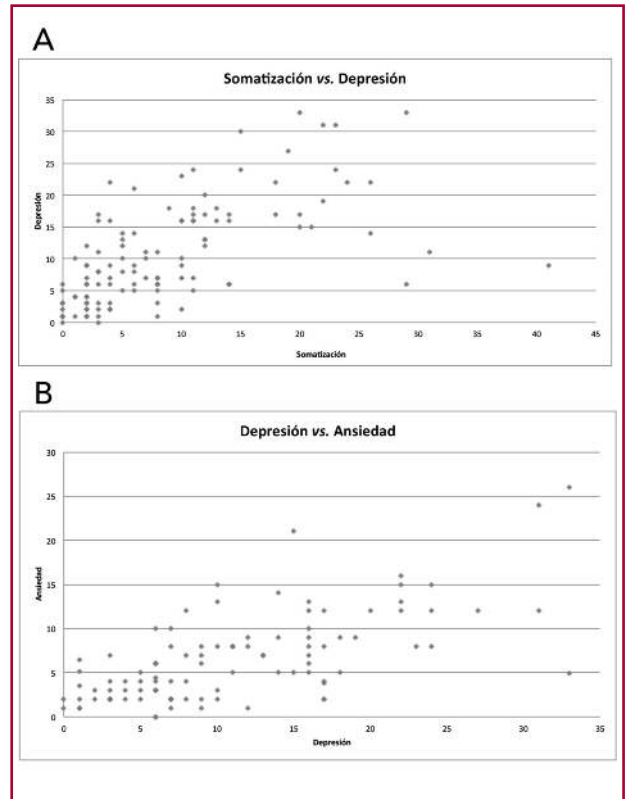 A
Somatización vs. Depresión
35
30
25
20
15
10
5
0
Depresión
0 5 10 15 20 25 30 35 40 45
Somatización
B
Depresión vs. Ansiedad
30
25
20
15
10
5
0
Ansiedad
0 5 10 15 20 25 30 35
Depresión